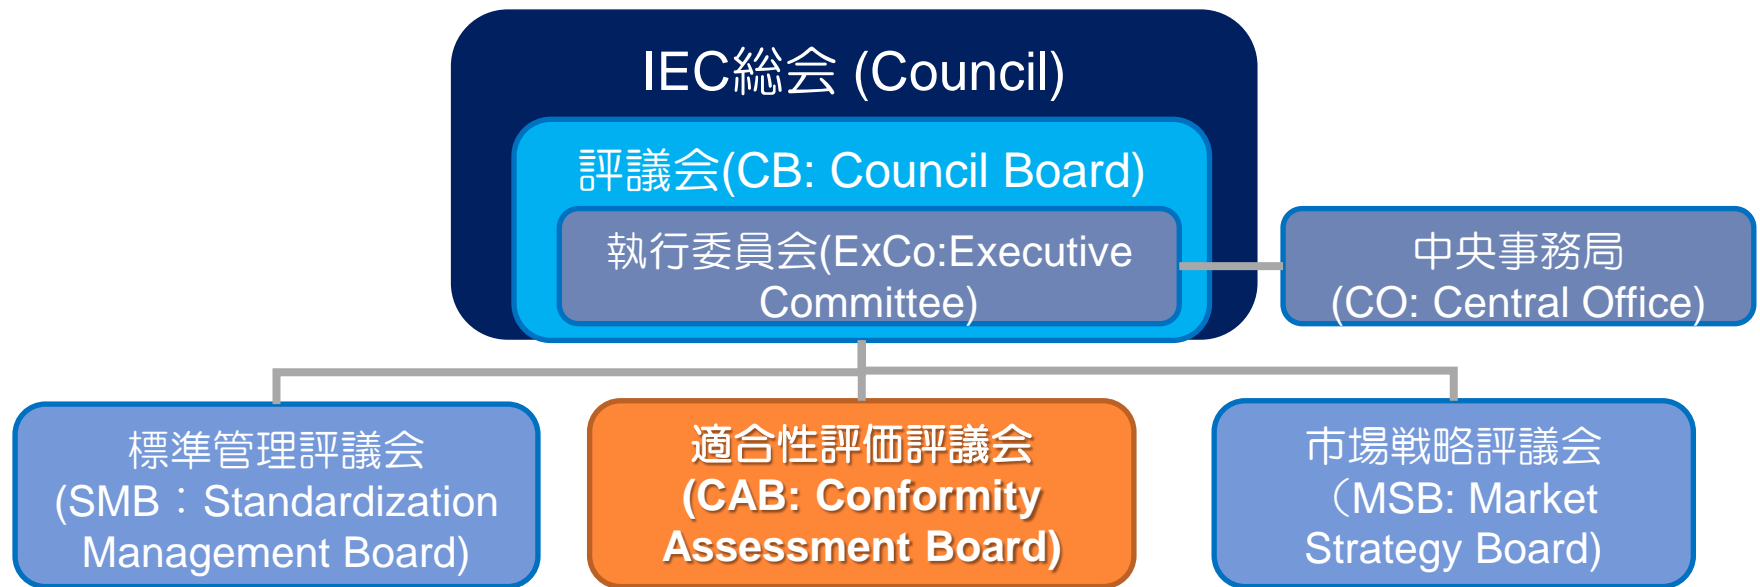 IEC総会 (Council)
評議会(CB: Council Board)
執行委員会(ExCo:Executive
Committee)
中央事務局
(CO: Central Office)
標準管理評議会
(SMB：Standardization
Management Board)
適合性評価評議会
(CAB: Conformity
Assessment Board)
市場戦略評議会
（MSB: Market
Strategy Board)